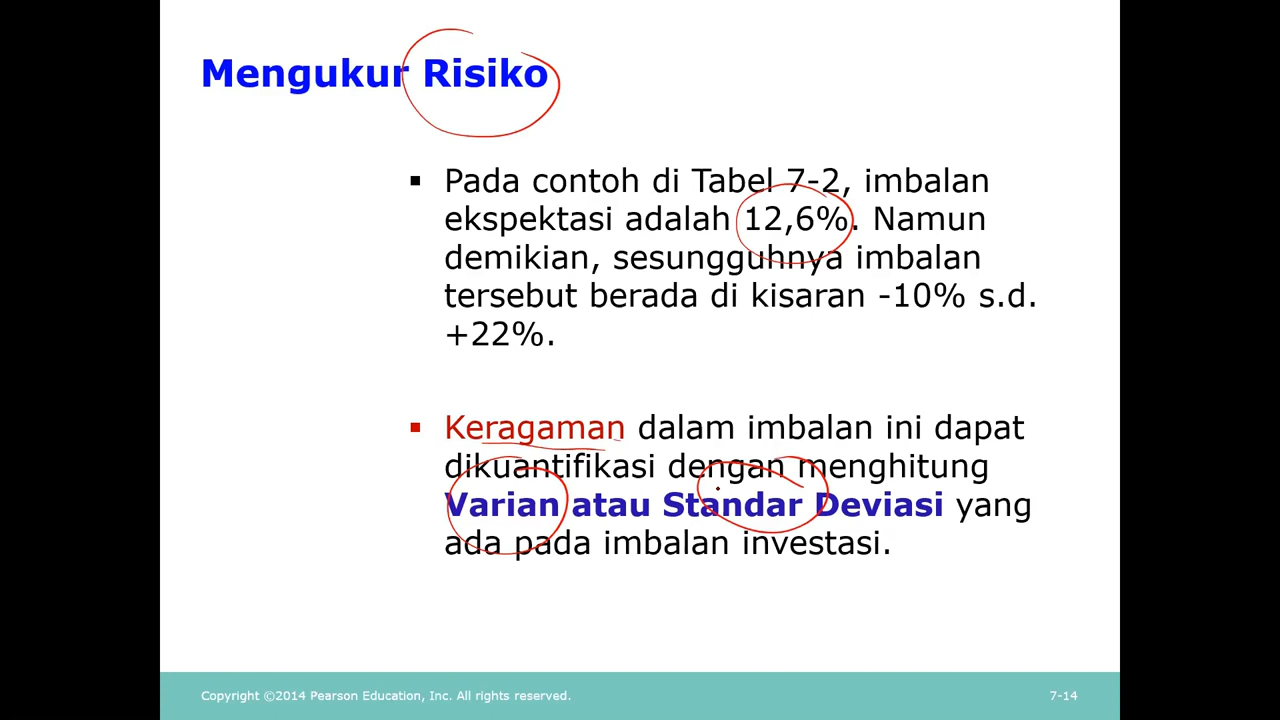 Mengukur Risiko
▪ Pada contoh di Tabel 7-2, imbalan
ekspektasi adalah 12,6%. Namun
demikian, sesungguhnya imbalan
tersebut berada di kisaran -10% s.d.
+22%.
▪ Keragaman dalam imbalan ini dapat
dikuantifikasi dengan menghitung
Varian atau Standar Deviasi yang
ada pada imbalan investasi.
Copyright ©2014 Pearson Education, Inc. All rights reserved.
7-14